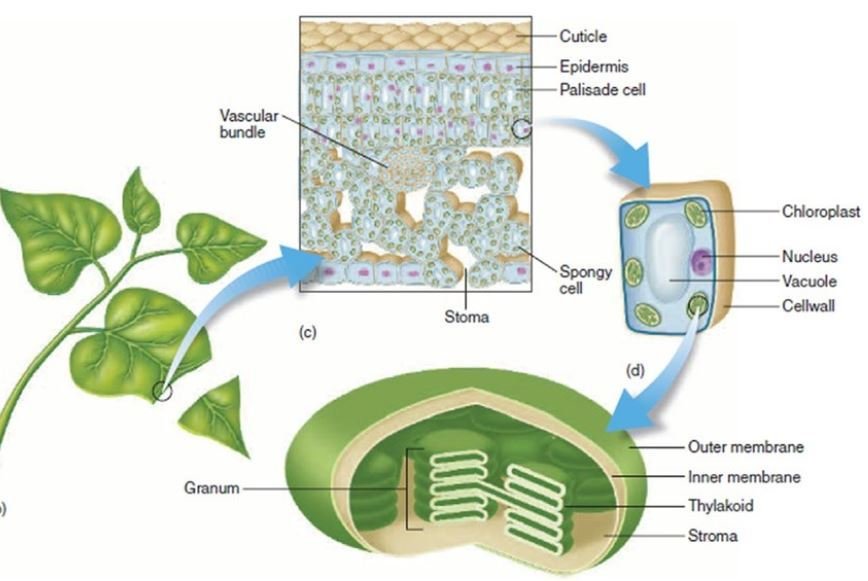 Cuticle
Epidermis
Palisade cell
Vascular
bundle
Chloroplast
Nucleus
Vacuole
Cellwall
Spongy
cell
Stoma
(c)
(d)
Outer membrane
Inner membrane
Granum
Thylakoid
Stroma
)